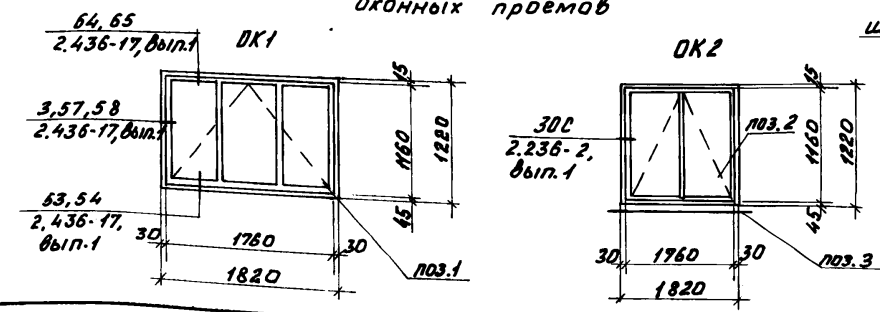 оконных проемов
64, 65
2.436-17, вып.1
ОК1
3, 57, 58
2.436-17, вып.1
53, 54
2.436-17,
вып.1
15
1160
1220
45
30
1760
30
1820
поз.1
ОК2
30С
2.236-2,
вып.1
поз.2
15
1160
1220
45
30
1760
30
1820
поз.3